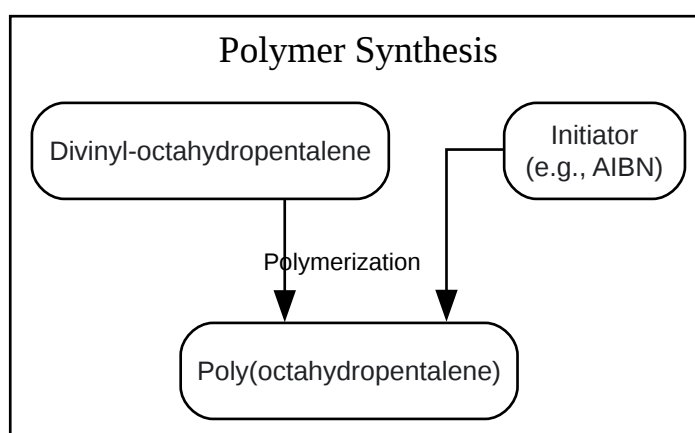 Polymer Synthesis
Divinyl-octahydropentalene
Initiator
(e.g., AIBN)
Polymerization
Poly(octahydropentalene)